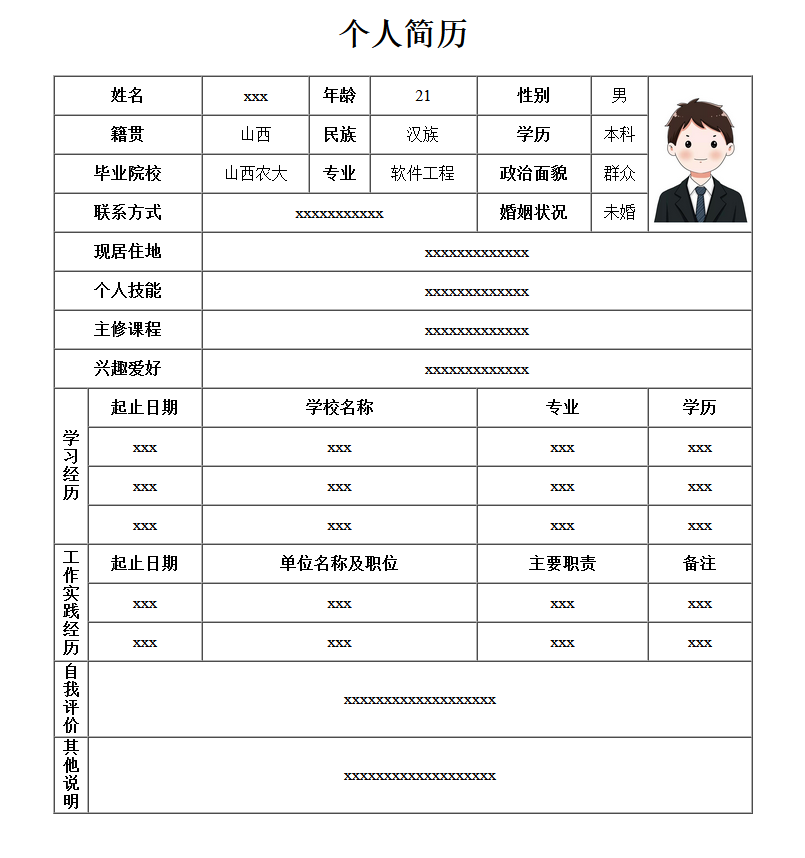 个人简历
姓名 xxx 年龄 21 性别 男
籍贯 山西 民族 汉族 学历 本科
毕业院校 山西农大 专业 软件工程 政治面貌 群众
联系方式 xxxxxxxxxxx 婚姻状况 未婚
现居住地 xxxxxxxxxxxxx
个人技能 xxxxxxxxxxxxx
主修课程 xxxxxxxxxxxxx
兴趣爱好 xxxxxxxxxxxxx
学习经历
起止日期 学校名称 专业 学历
xxx xxx xxx xxx
xxx xxx xxx xxx
xxx xxx xxx xxx
工作实践经历
起止日期 单位名称及职位 主要职责 备注
xxx xxx xxx xxx
xxx xxx xxx xxx
自我评价 xxxxxxxxxxxxxxxxxxx
其他说明 xxxxxxxxxxxxxxxxxxx